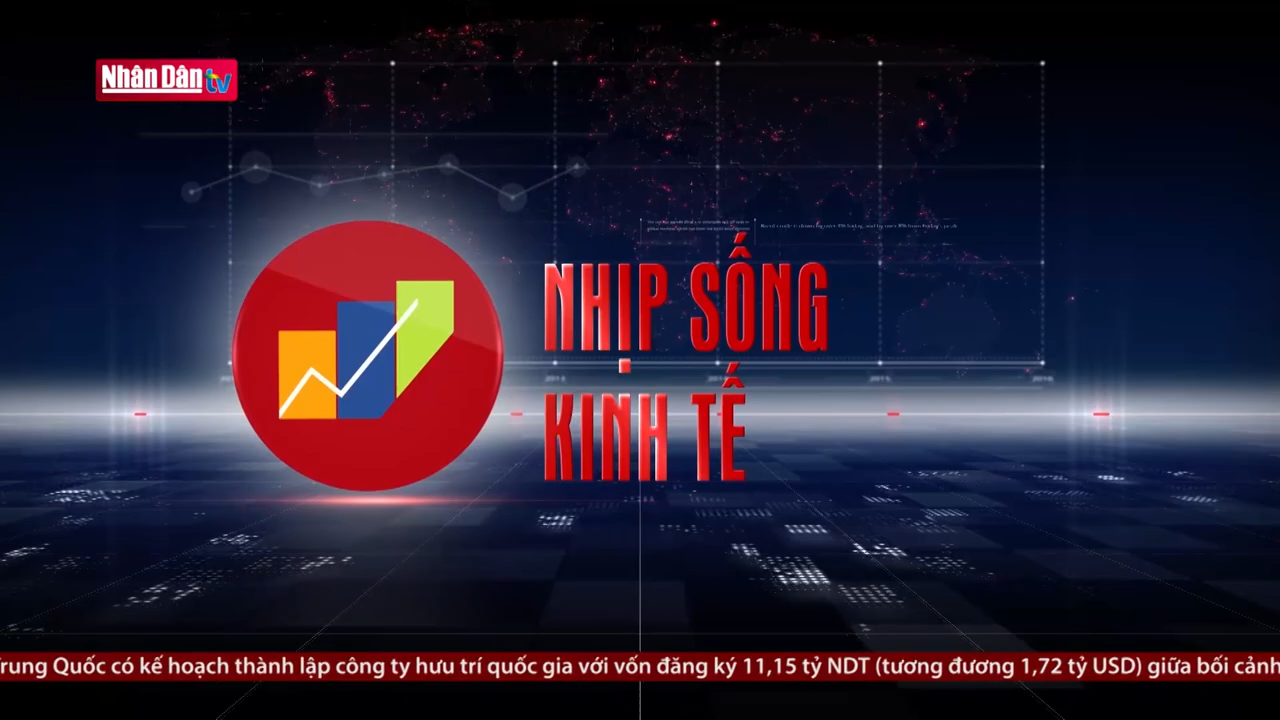 Nhân Dân tv
NHỊP SỐNG
KINH TẾ
Trung Quốc có kế hoạch thành lập công ty hưu trí quốc gia với vốn đăng ký 11,15 tỷ NDT (tương đương 1,72 tỷ USD) giữa bối cảnh